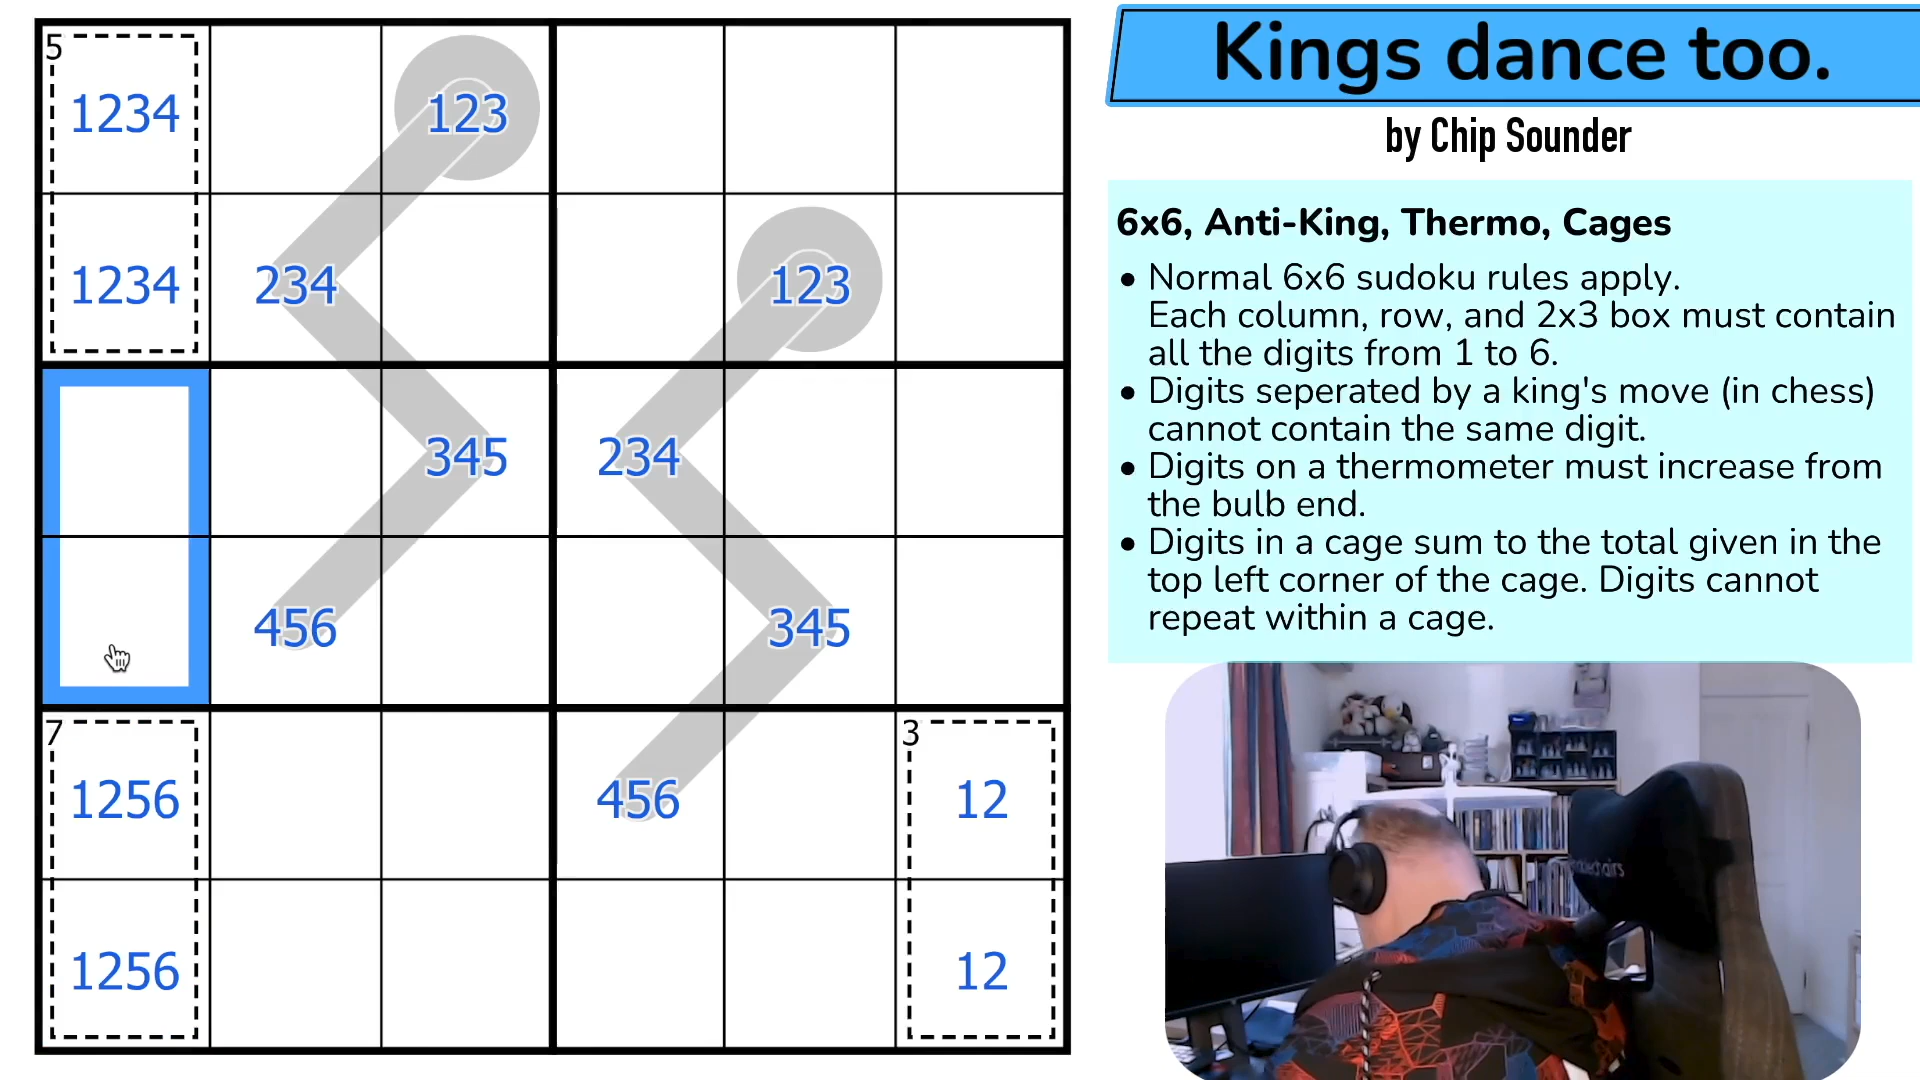 Kings dance too.
by Chip Sounder
6x6, Anti-King, Thermo, Cages
• Normal 6x6 sudoku rules apply.
Each column, row, and 2x3 box must contain
all the digits from 1 to 6.
• Digits seperated by a king's move (in chess)
cannot contain the same digit.
• Digits on a thermometer must increase from
the bulb end.
• Digits in a cage sum to the total given in the
top left corner of the cage. Digits cannot
repeat within a cage.
5
1234 123
1234 234 123
345 234
456 345
7 3
1256 456 12
1256 12